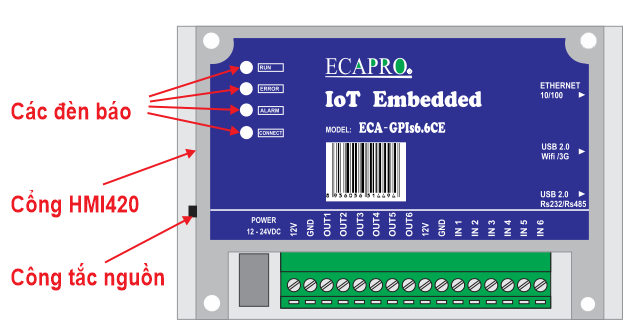 RUN
ERROR
ALARM
CONNECT
Các đèn báo
Cổng HMI420
Công tắc nguồn
ECAPRO.
IoT Embedded
MODEL: ECA-GPIs6.6CE
ETHERNET
10/100
USB 2.0
Wifi /3G
USB 2.0
Rs232/Rs485
POWER
12 - 24VDC
12V GND OUT1 OUT2 OUT3 OUT4 OUT5 OUT6 12V GND IN 1 IN 2 IN 3 IN 4 IN 5 IN 6